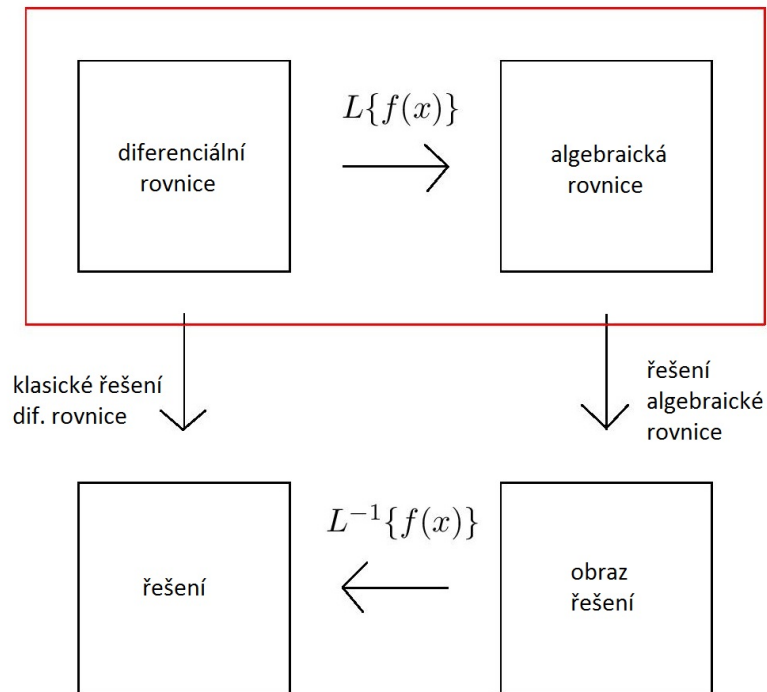 L{f(x)}
diferenciální
rovnice
algebraická
rovnice
klasické řešení
dif. rovnice
řešení
algebraické
rovnice
L⁻¹{f(x)}
řešení
obraz
řešení